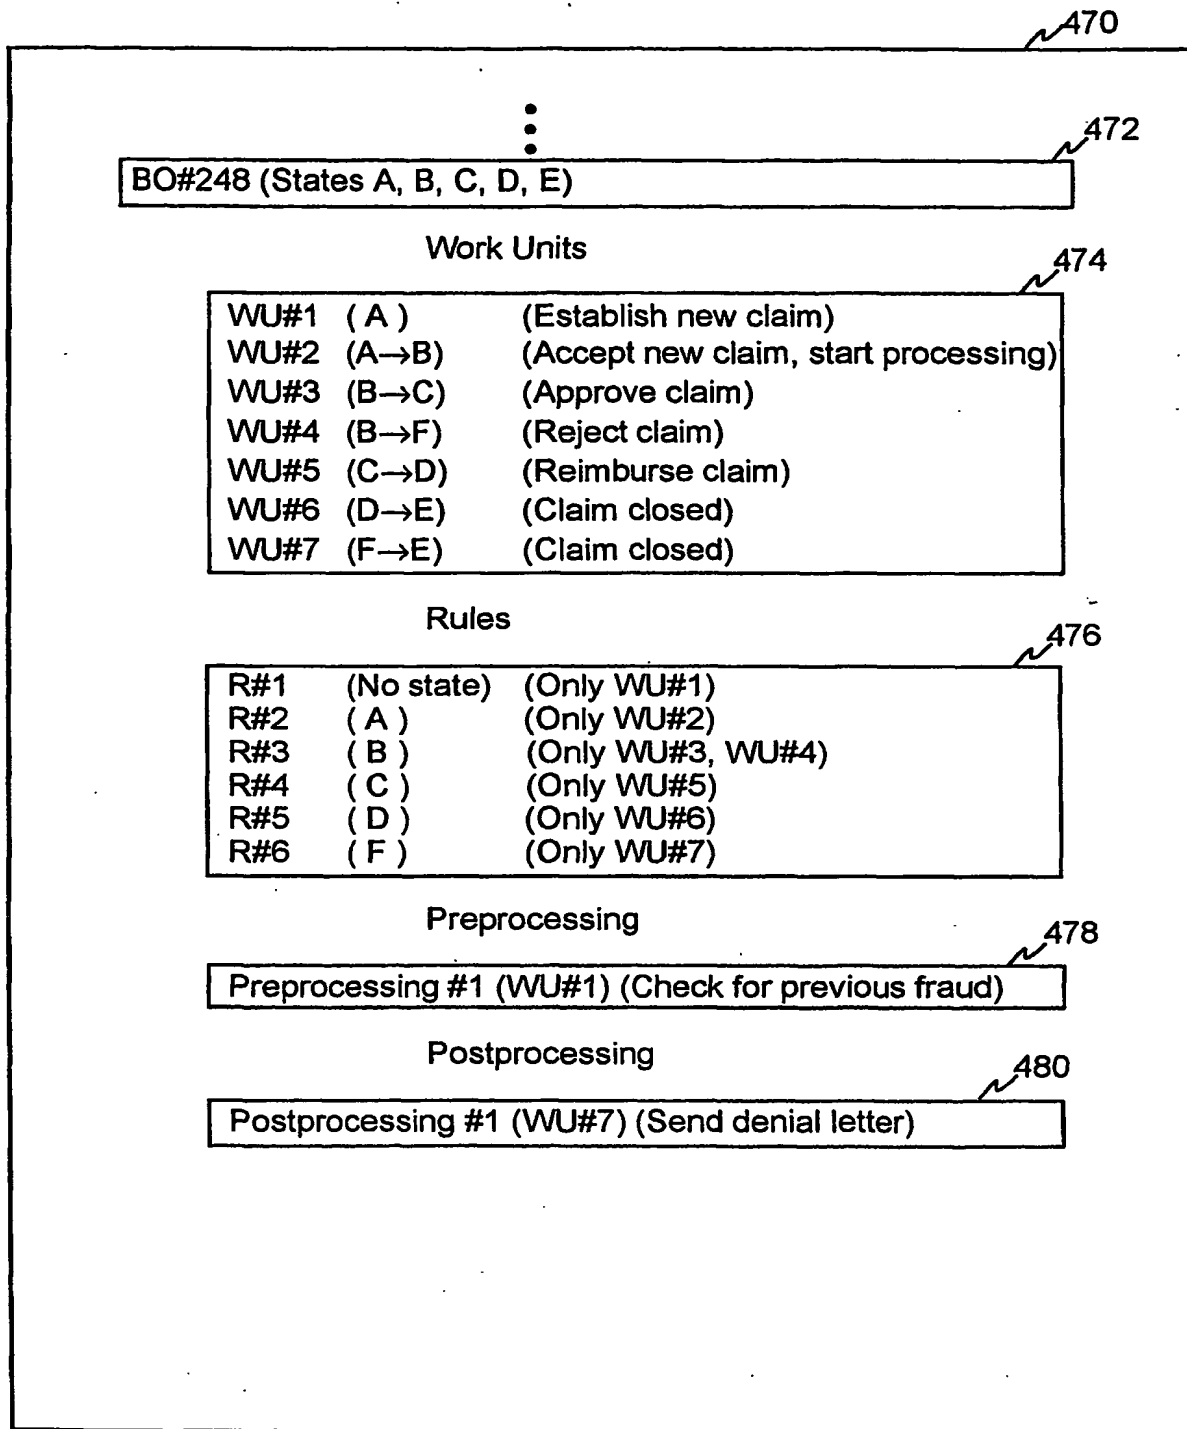 470
472
BO#248 (States A, B, C, D, E)
Work Units
474
WU#1 ( A ) (Establish new claim)
WU#2 (A→B) (Accept new claim, start processing)
WU#3 (B→C) (Approve claim)
WU#4 (B→F) (Reject claim)
WU#5 (C→D) (Reimburse claim)
WU#6 (D→E) (Claim closed)
WU#7 (F→E) (Claim closed)
Rules
476
R#1 (No state) (Only WU#1)
R#2 ( A ) (Only WU#2)
R#3 ( B ) (Only WU#3, WU#4)
R#4 ( C ) (Only WU#5)
R#5 ( D ) (Only WU#6)
R#6 ( F ) (Only WU#7)
Preprocessing
478
Preprocessing #1 (WU#1) (Check for previous fraud)
Postprocessing
480
Postprocessing #1 (WU#7) (Send denial letter)